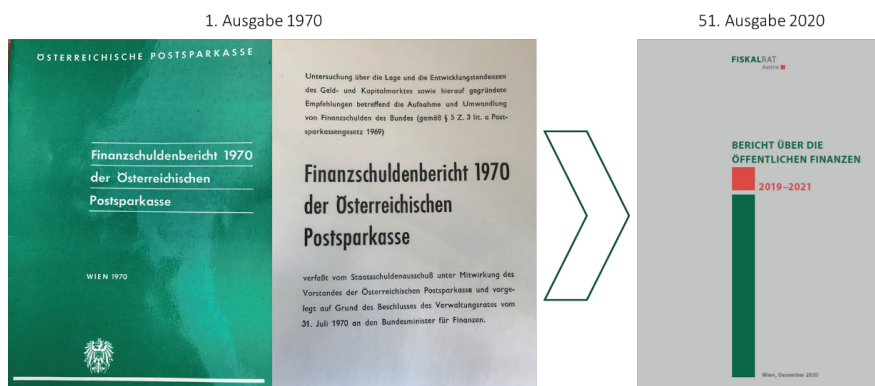 1. Ausgabe 1970
51. Ausgabe 2020
ÖSTERREICHISCHE POSTSPARKASSE
Finanzschuldenbericht 1970
der Österreichischen
Postsparkasse
WIEN 1970
Untersuchung über die Lage und die Entwicklungstendenzen
des Geld- und Kapitalmarktes sowie hierauf gegründete
Empfehlungen betreffend die Aufnahme und Umwandlung
von Finanzschulden des Bundes (gemäß § 5 Z. 3 lit. a Post-
sparkassengesetz 1969)
Finanzschuldenbericht 1970
der Österreichischen
Postsparkasse
verfaßt vom Staatsschuldenausschuß unter Mitwirkung des
Vorstandes der Österreichischen Postsparkasse und vorge-
legt auf Grund des Beschlusses des Verwaltungsrates vom
31. Juli 1970 an den Bundesminister für Finanzen.
FISKALRAT
Austria
BERICHT ÜBER DIE
ÖFFENTLICHEN FINANZEN
2019–2021
Wien, Dezember 2020